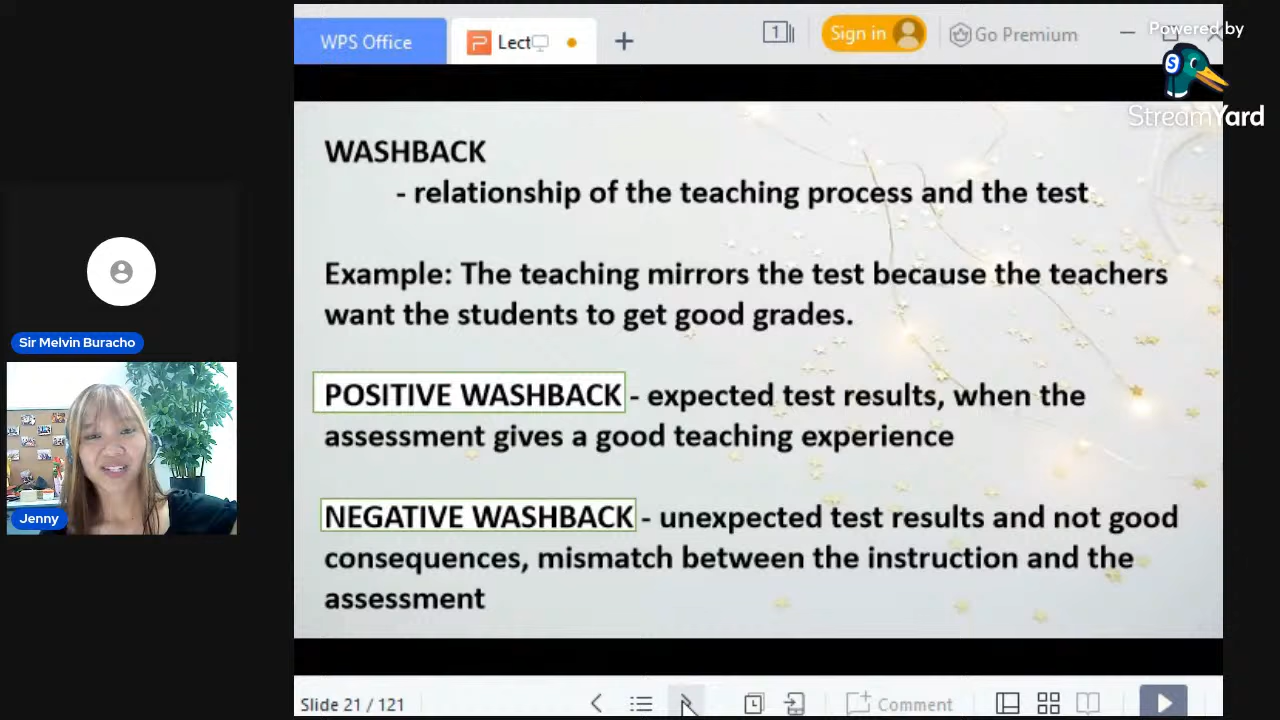 WPS Office
Lect
1
Sign in
Go Premium
Powered by
S
StreamYard
WASHBACK
- relationship of the teaching process and the test
Example: The teaching mirrors the test because the teachers
want the students to get good grades.
POSITIVE WASHBACK - expected test results, when the
assessment gives a good teaching experience
NEGATIVE WASHBACK - unexpected test results and not good
consequences, mismatch between the instruction and the
assessment
Sir Melvin Buracho
Jenny
Slide 21 / 121
Comment